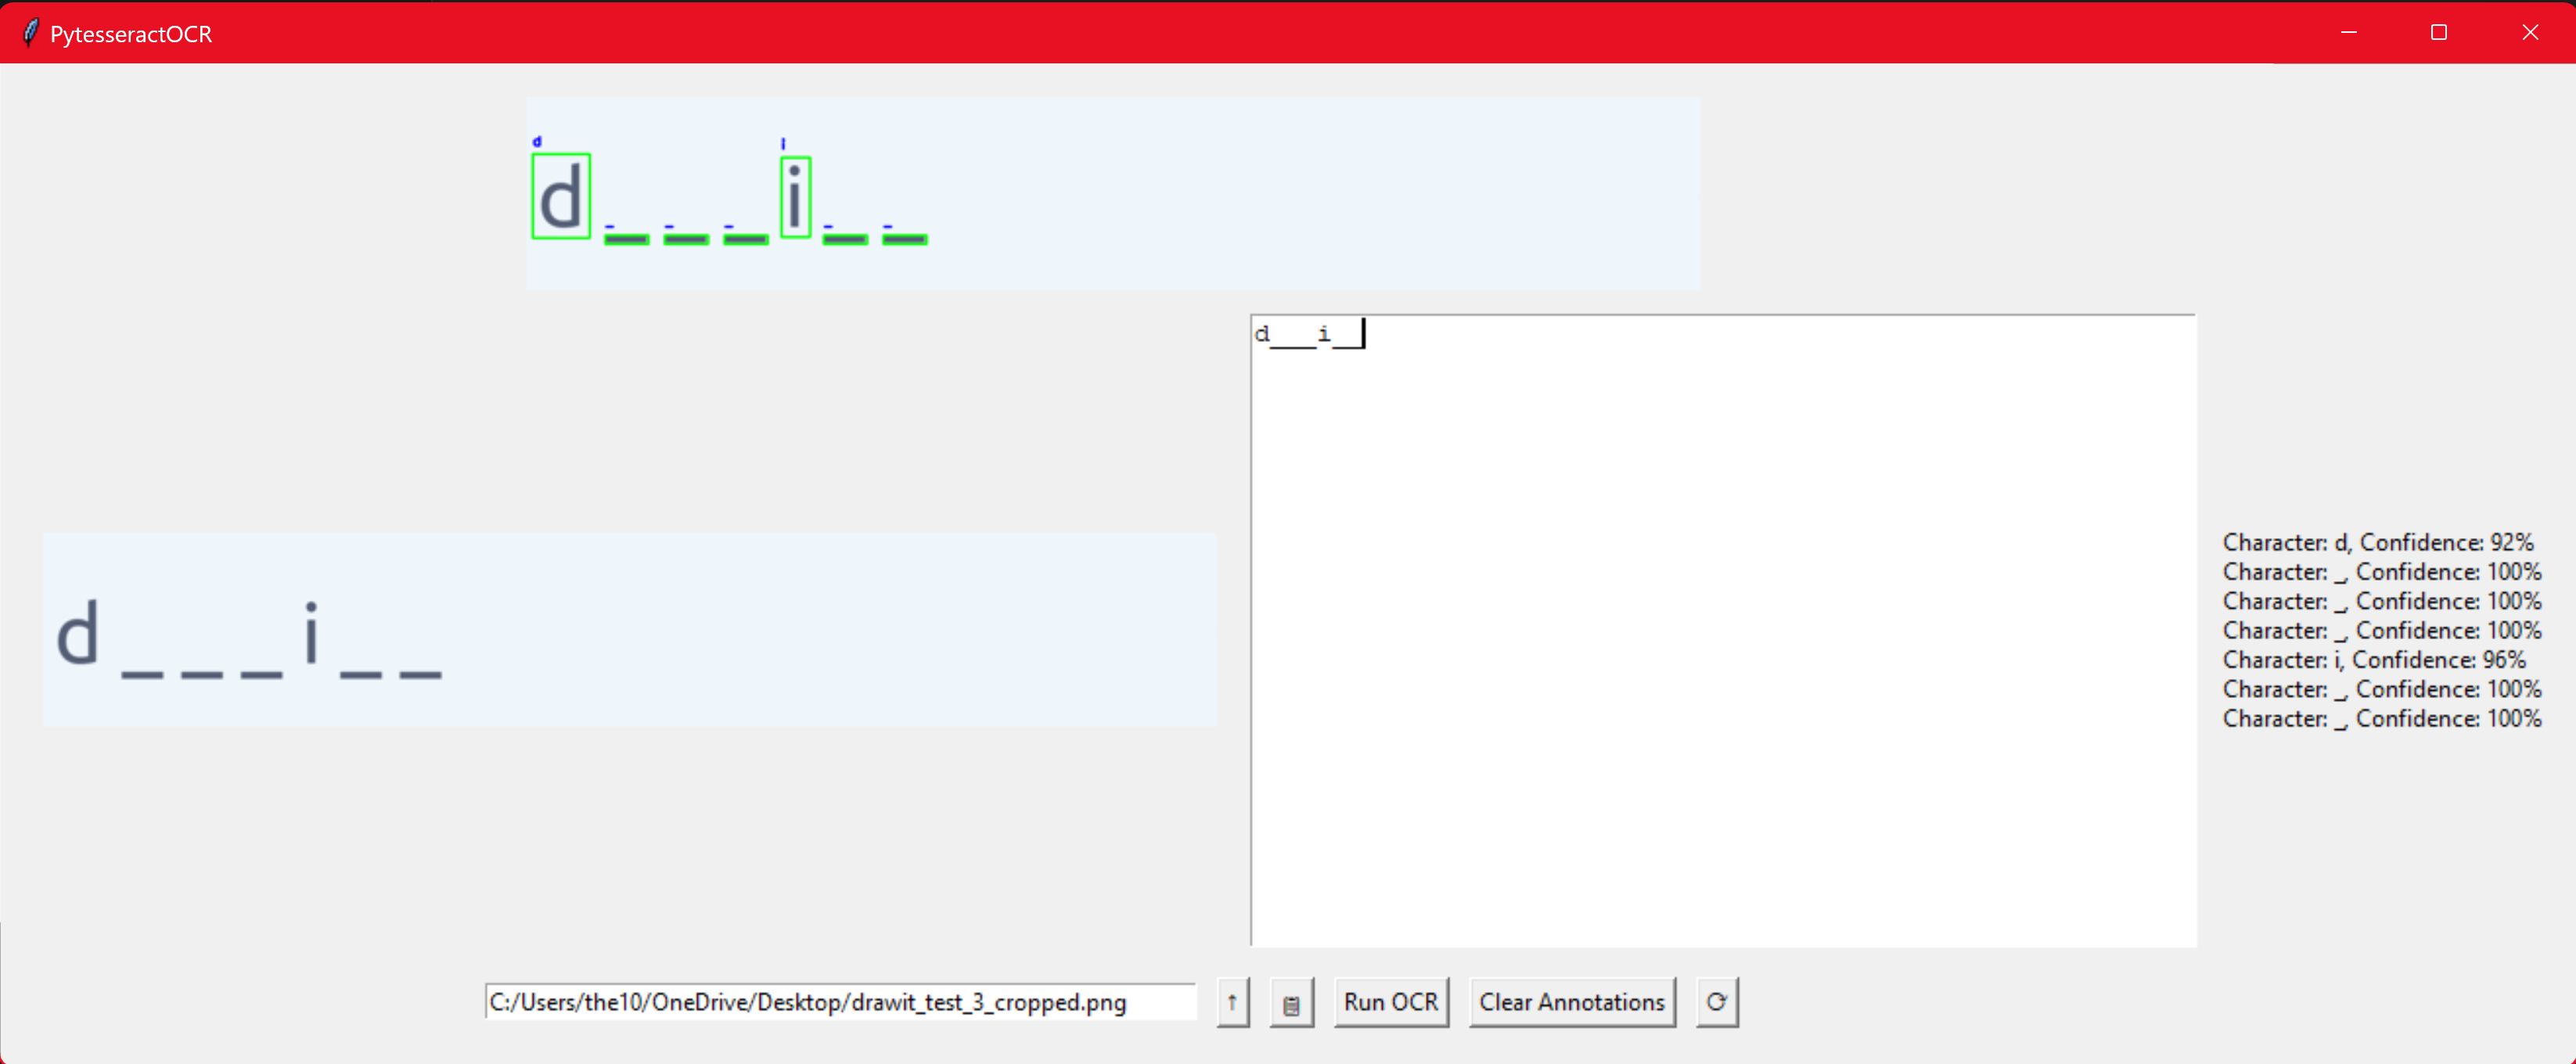 PytesseractOCR
d
i
d _ _ _ i _ _
- - - - -
d___i__
d _ _ _ i _ _
Character: d, Confidence: 92%
Character: _, Confidence: 100%
Character: _, Confidence: 100%
Character: _, Confidence: 100%
Character: i, Confidence: 96%
Character: _, Confidence: 100%
Character: _, Confidence: 100%
C:/Users/the10/OneDrive/Desktop/drawit_test_3_cropped.png
↑
Run OCR
Clear Annotations
⟳